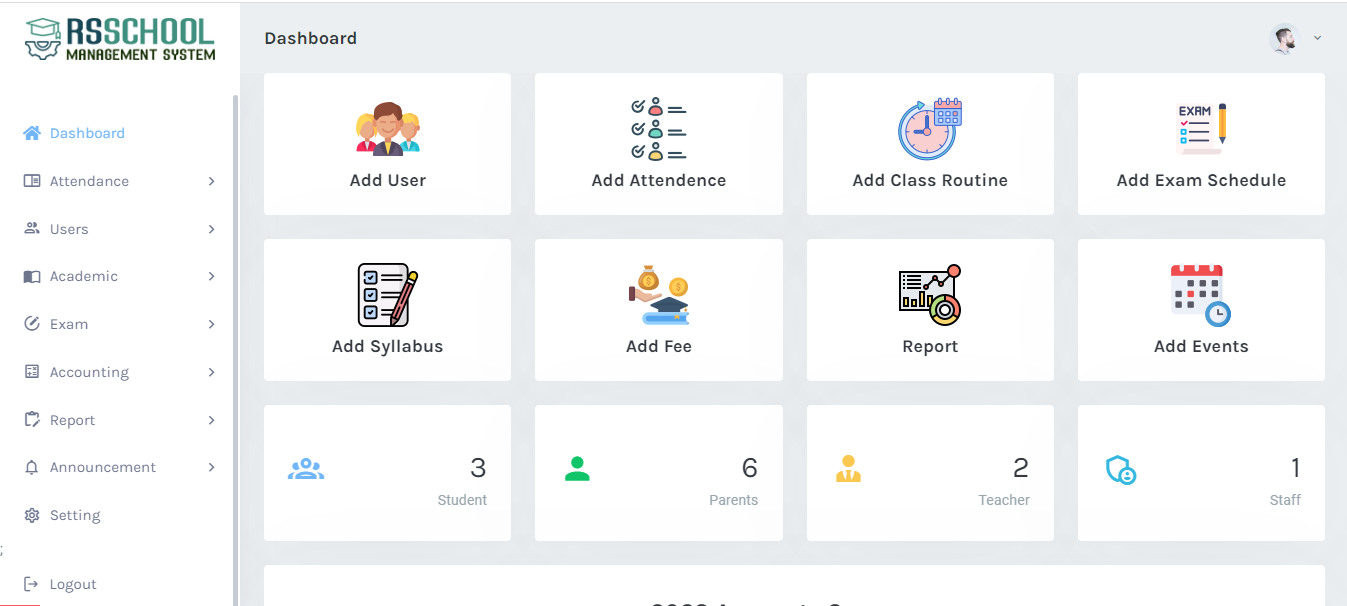 RSSCHOOL
MANAGEMENT SYSTEM
Dashboard
Attendance
Users
Academic
Exam
Accounting
Report
Announcement
Setting
;
Logout
Dashboard
Add User
Add Attendence
Add Class Routine
EXAM
Add Exam Schedule
Add Syllabus
Add Fee
Report
Add Events
3
Student
6
Parents
2
Teacher
1
Staff